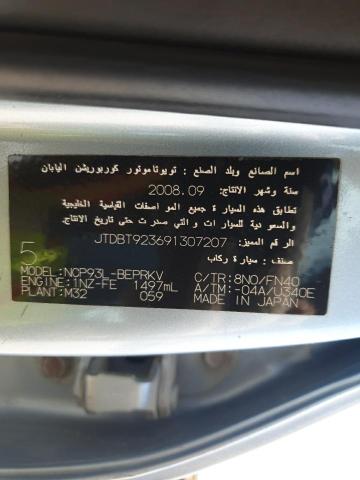 اسم الصانع وبلد الصنع : تويوتاموتور كوربوريشن اليابان
سنة وشهر الانتاج: 2008.09
تطابق هذه السيارة جميع المواصفات القياسية الخليجية
والسعودية للسيارات و التي صدرت حتى تاريخ الانتاج.
الرقم المميز: JTDBT923691307207
صنف : سيارة ركاب
5
MODEL:NCP93L-BEPRKV C/TR:8N0/FN40
ENGINE:1NZ-FE 1497mL A/TM:-04A/U340E
PLANT:M32 059 MADE IN JAPAN